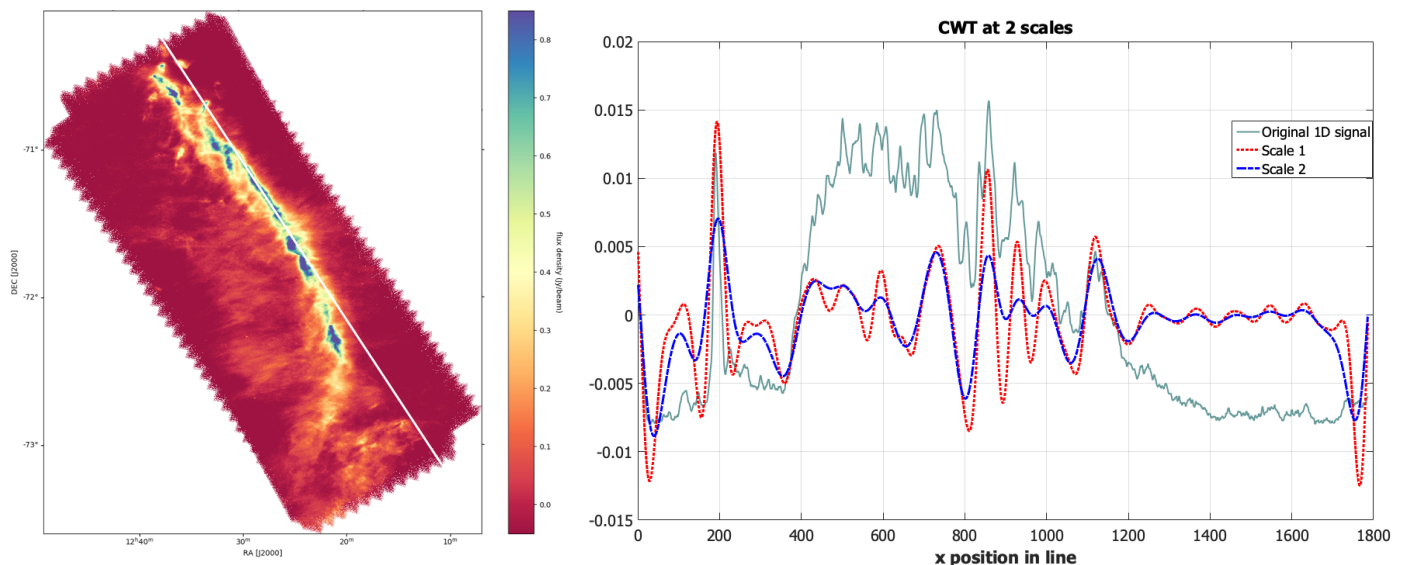 -71°
-72°
-73°
DEC [J2000]
12ʰ40ᵐ
30ᵐ
20ᵐ
10ᵐ
RA [J2000]
0.8
0.7
0.6
0.5
0.4
0.3
0.2
0.1
0.0
flux density (Jy/beam)
CWT at 2 scales
0.02
0.015
0.01
0.005
0
-0.005
-0.01
-0.015
0
200
400
600
800
1000
1200
1400
1600
1800
x position in line
Original 1D signal
Scale 1
Scale 2